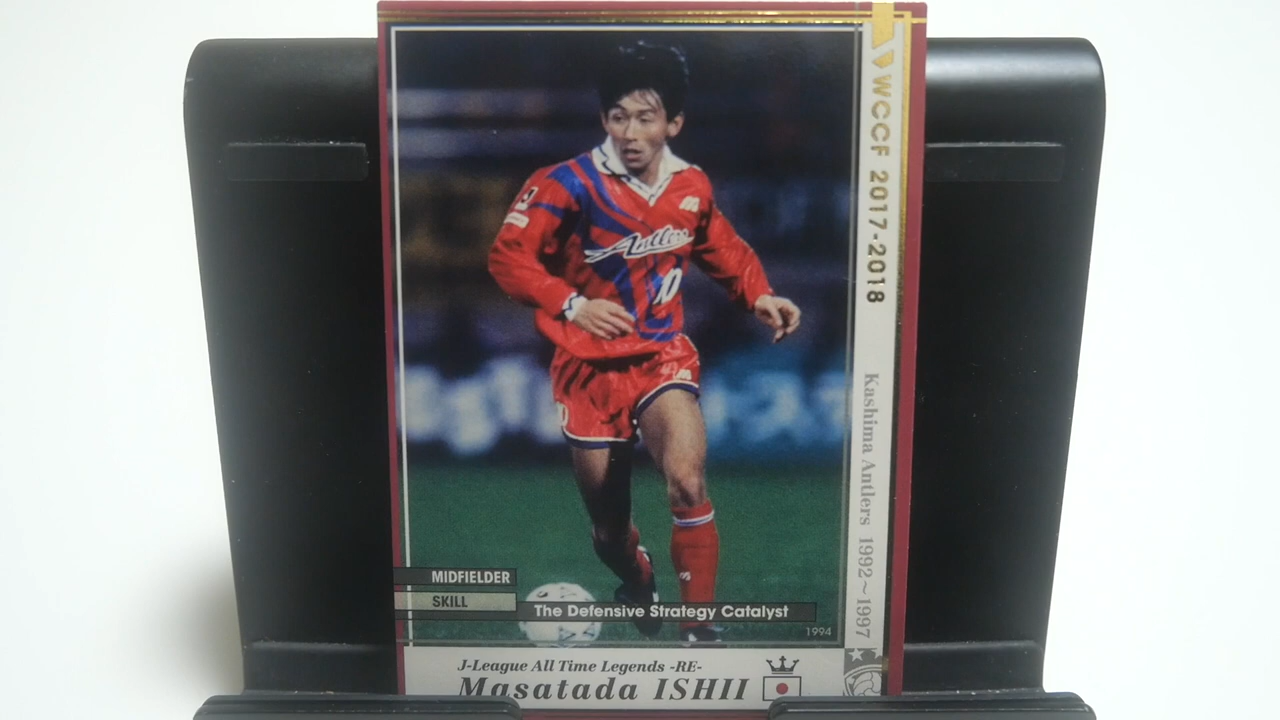 WCCF 2017-2018
Kashima Antlers 1992~1997
Antlers
10
MIDFIELDER
SKILL
The Defensive Strategy Catalyst
1994
J-League All Time Legends -RE-
Masatada ISHII